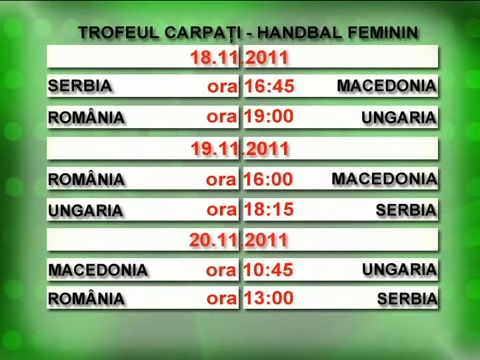 TROFEUL CARPAȚI - HANDBAL FEMININ
18.11.2011
SERBIA ora 16:45 MACEDONIA
ROMÂNIA ora 19:00 UNGARIA
19.11.2011
ROMÂNIA ora 16:00 MACEDONIA
UNGARIA ora 18:15 SERBIA
20.11.2011
MACEDONIA ora 10:45 UNGARIA
ROMÂNIA ora 13:00 SERBIA